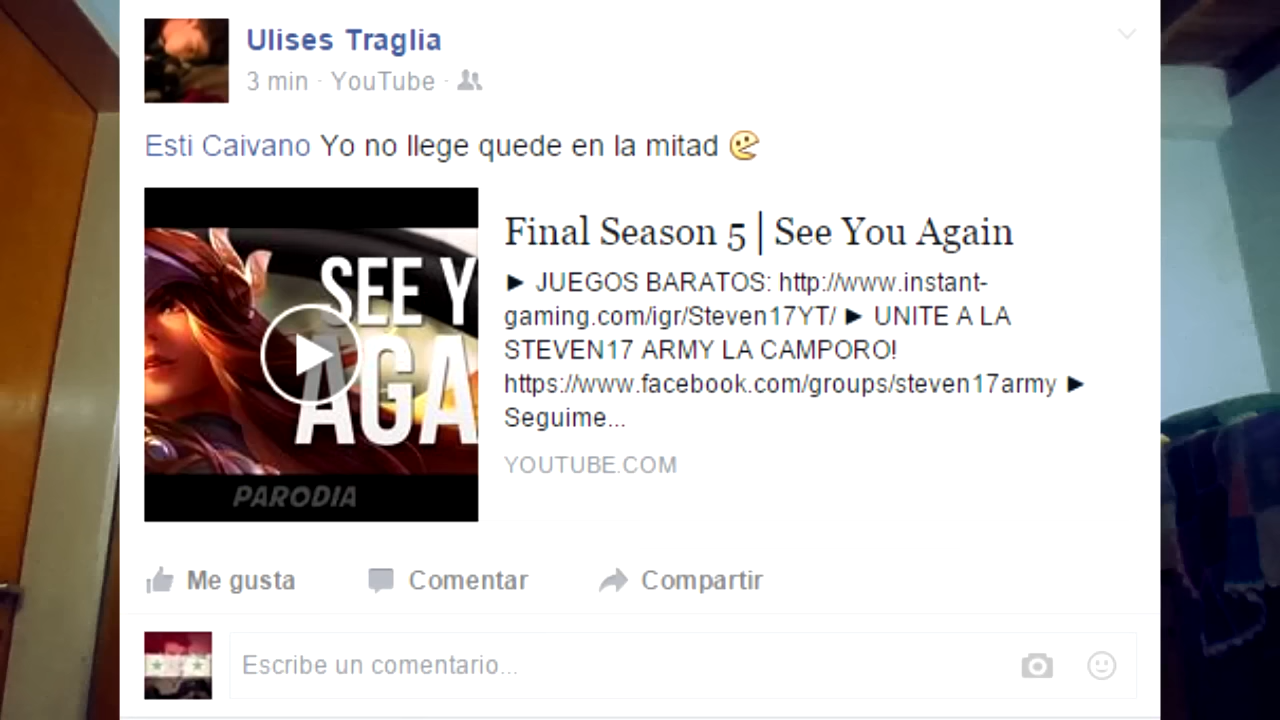 Ulises Traglia
3 min · YouTube ·
Esti Caivano Yo no llege quede en la mitad
SEE Y
AGA
PARODIA
Final Season 5 | See You Again
► JUEGOS BARATOS: http://www.instant-
gaming.com/igr/Steven17YT/ ► UNITE A LA
STEVEN17 ARMY LA CAMPORO!
https://www.facebook.com/groups/steven17army ►
Seguime...
YOUTUBE.COM
Me gusta Comentar Compartir
Escribe un comentario...